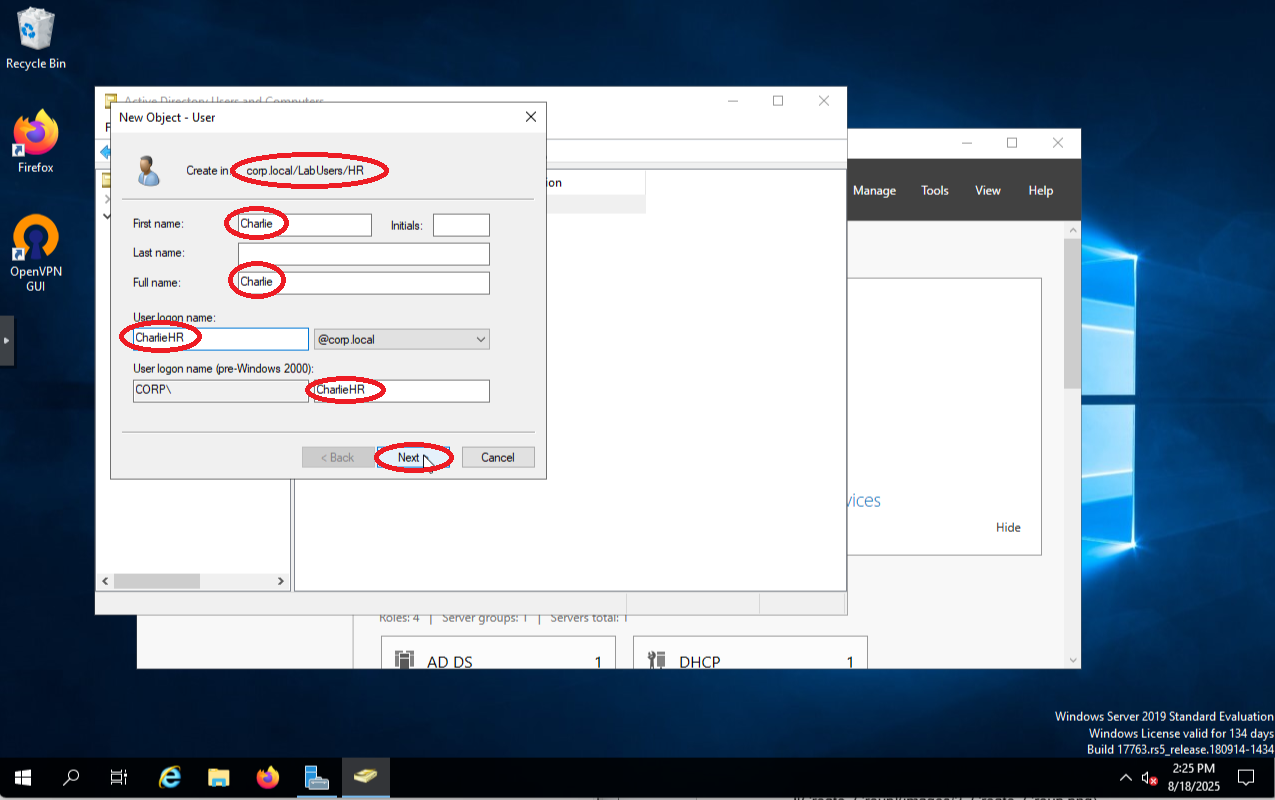 Recycle Bin
Firefox
OpenVPN
GUI
Active Directory Users and Computers
New Object - User
Create in: corp.local/LabUsers/HR
First name: Charlie Initials:
Last name:
Full name: Charlie
User logon name:
CharlieHR @corp.local
User logon name (pre-Windows 2000):
CORP\ CharlieHR
< Back Next Cancel
Manage Tools View Help
Hide
Roles: 4 | Server groups: 1 | Servers total: 1
AD DS 1
DHCP 1
Windows Server 2019 Standard Evaluation
Windows License valid for 134 days
Build 17763.rs5_release.180914-1434
2:25 PM
8/18/2025